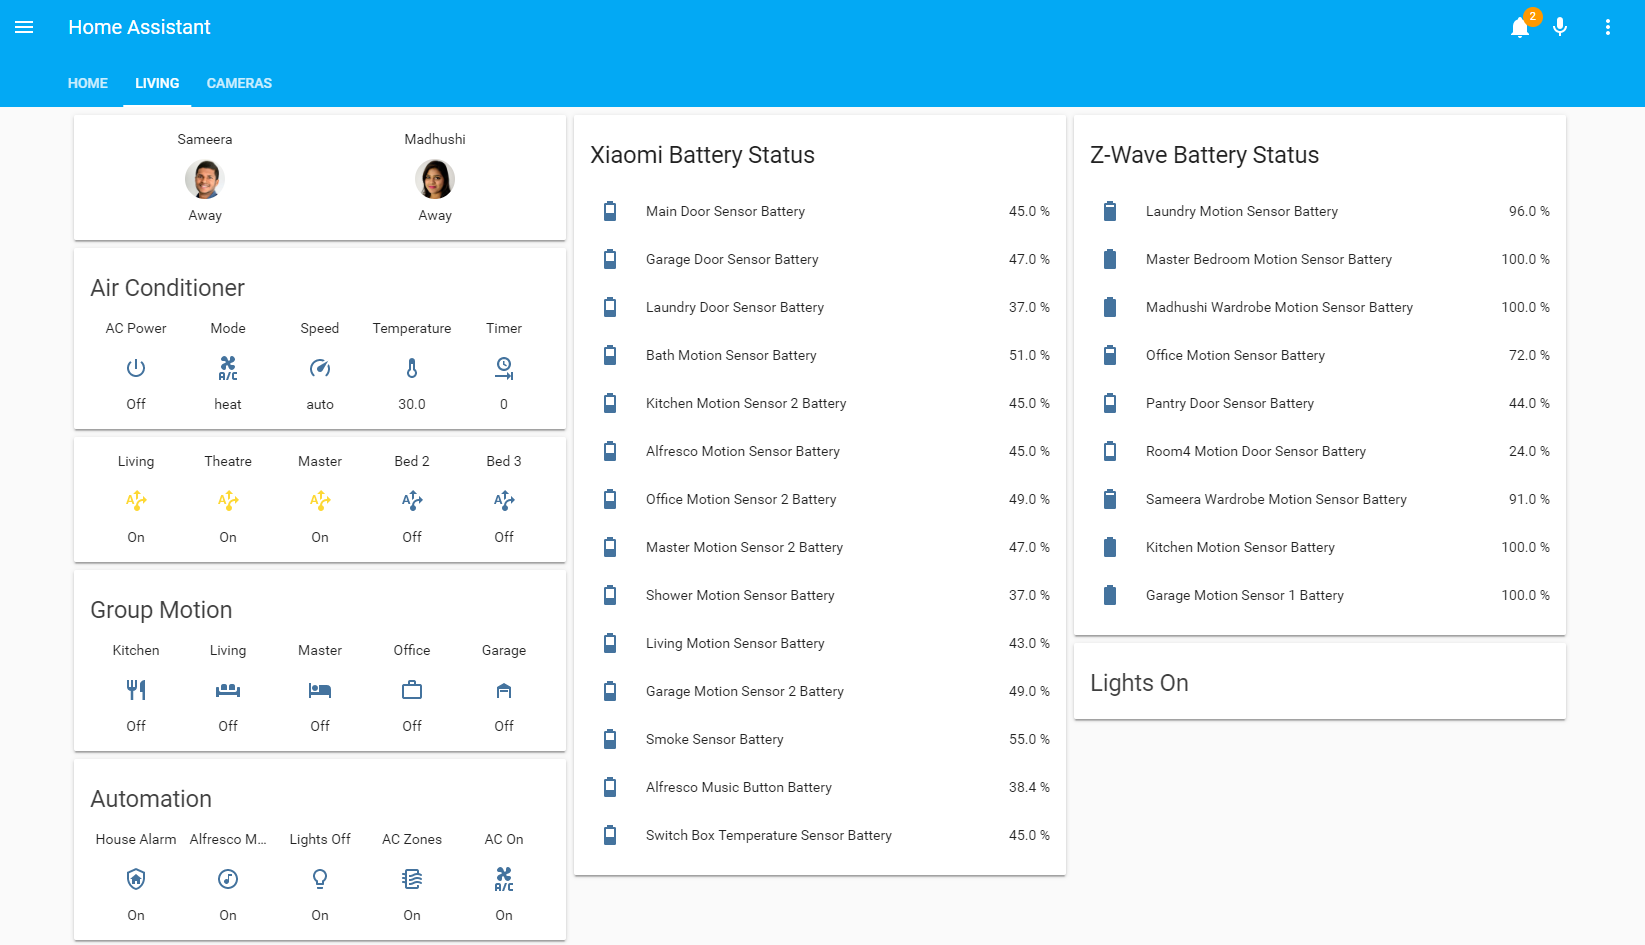 Home Assistant
2
HOME LIVING CAMERAS
Sameera Madhushi
Away Away
Air Conditioner
AC Power Mode Speed Temperature Timer
A/C
Off heat auto 30.0 0
Living Theatre Master Bed 2 Bed 3
A A A A A
On On On Off Off
Group Motion
Kitchen Living Master Office Garage
Off Off Off Off Off
Automation
House Alarm Alfresco M... Lights Off AC Zones AC On
A/C
On On On On On
Xiaomi Battery Status
Main Door Sensor Battery 45.0 %
Garage Door Sensor Battery 47.0 %
Laundry Door Sensor Battery 37.0 %
Bath Motion Sensor Battery 51.0 %
Kitchen Motion Sensor 2 Battery 45.0 %
Alfresco Motion Sensor Battery 45.0 %
Office Motion Sensor 2 Battery 49.0 %
Master Motion Sensor 2 Battery 47.0 %
Shower Motion Sensor Battery 37.0 %
Living Motion Sensor Battery 43.0 %
Garage Motion Sensor 2 Battery 49.0 %
Smoke Sensor Battery 55.0 %
Alfresco Music Button Battery 38.4 %
Switch Box Temperature Sensor Battery 45.0 %
Z-Wave Battery Status
Laundry Motion Sensor Battery 96.0 %
Master Bedroom Motion Sensor Battery 100.0 %
Madhushi Wardrobe Motion Sensor Battery 100.0 %
Office Motion Sensor Battery 72.0 %
Pantry Door Sensor Battery 44.0 %
Room4 Motion Door Sensor Battery 24.0 %
Sameera Wardrobe Motion Sensor Battery 91.0 %
Kitchen Motion Sensor Battery 100.0 %
Garage Motion Sensor 1 Battery 100.0 %
Lights On